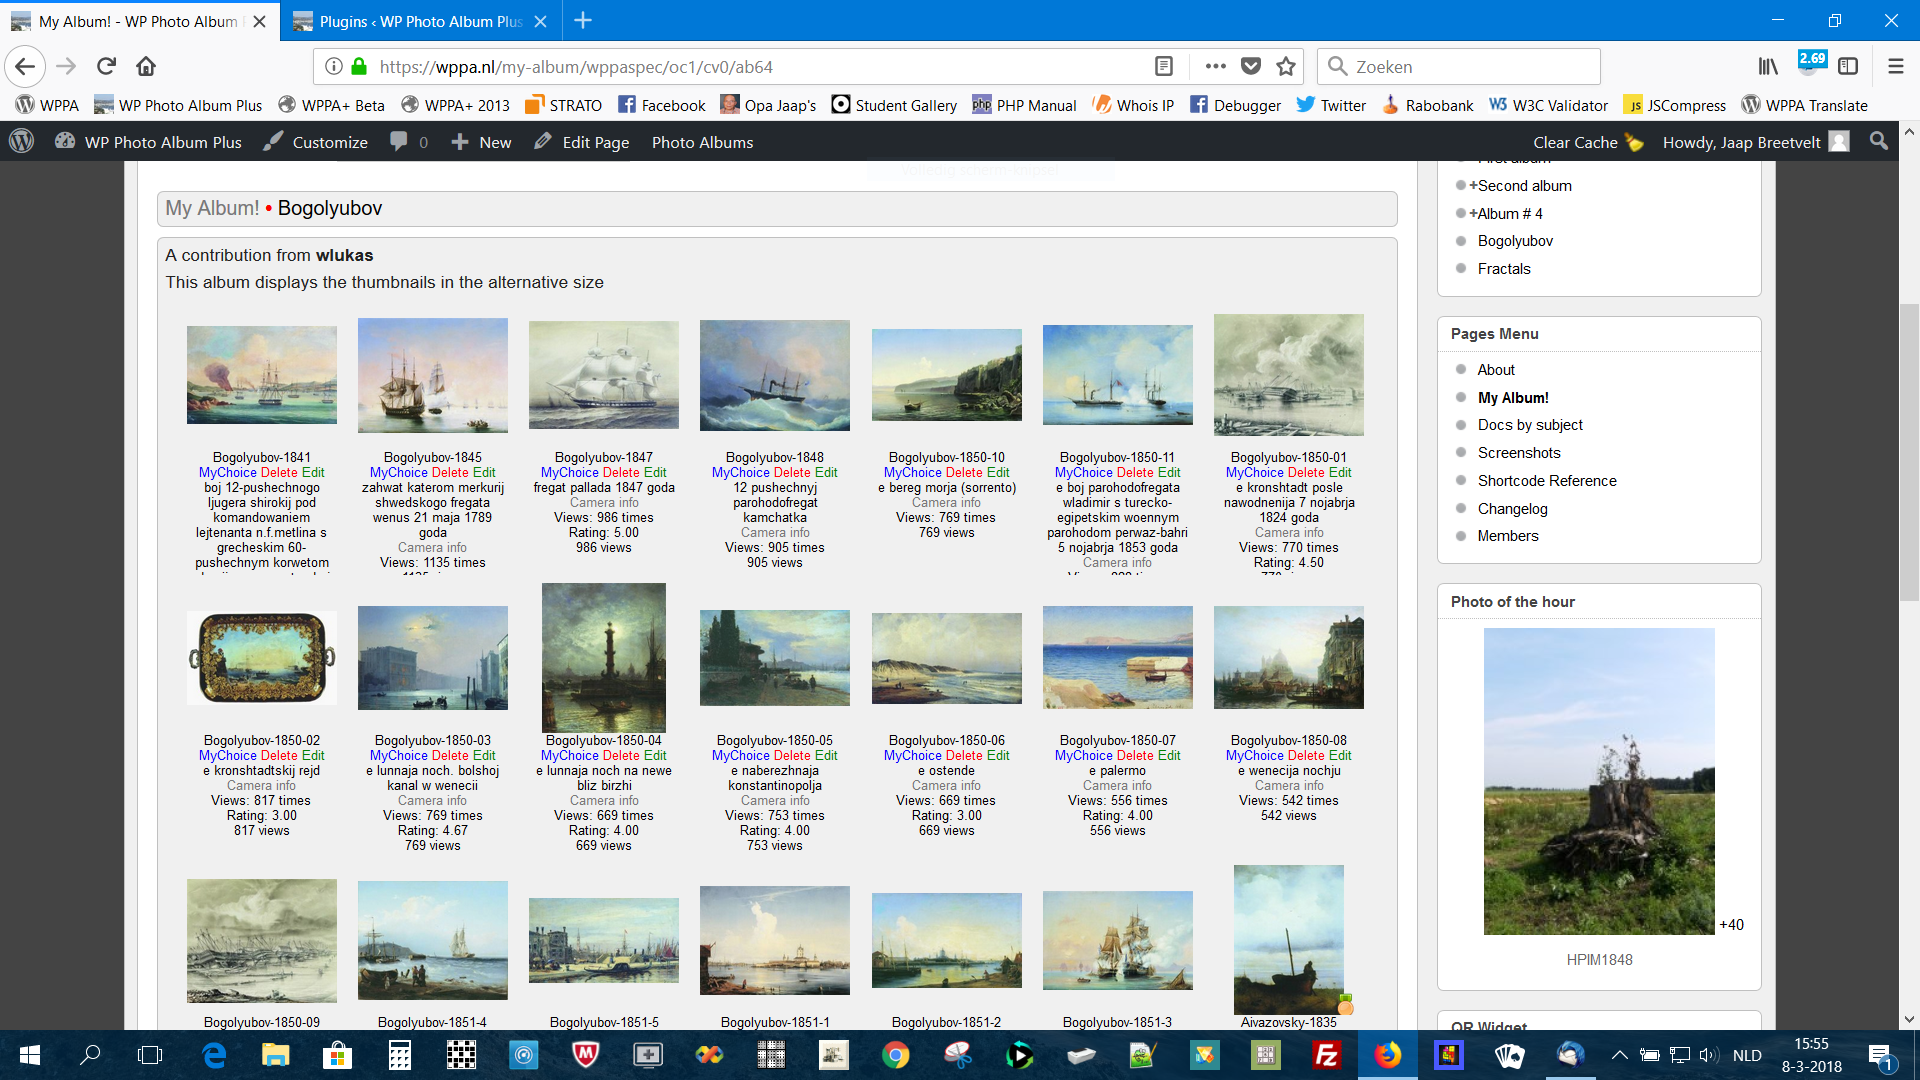 My Album! - WP Photo Album
Plugins ‹ WP Photo Album Plus
https://wppa.nl/my-album/wppaspec/oc1/cv0/ab64
Zoeken
2.69
WPPA WP Photo Album Plus WPPA+ Beta WPPA+ 2013 STRATO Facebook Opa Jaap's Student Gallery PHP Manual Whois IP Debugger Twitter Rabobank W3C Validator JSCompress WPPA Translate
WP Photo Album Plus Customize 0 New Edit Page Photo Albums Clear Cache Howdy, Jaap Breetvelt
My Album! • Bogolyubov
A contribution from wlukas
This album displays the thumbnails in the alternative size
Bogolyubov-1841
MyChoice Delete Edit
boj 12-pushechnogo
ljugera shirokij pod
komandowaniem
lejtenanta n.f.metlina s
grecheskim 60-
pushechnym korwetom
Bogolyubov-1845
MyChoice Delete Edit
zahwat katerom merkurij
shwedskogo fregata
wenus 21 maja 1789
goda
Camera info
Views: 1135 times
Bogolyubov-1847
MyChoice Delete Edit
fregat pallada 1847 goda
Camera info
Views: 986 times
Rating: 5.00
986 views
Bogolyubov-1848
MyChoice Delete Edit
12 pushechnyj
parohodofregat
kamchatka
Camera info
Views: 905 times
905 views
Bogolyubov-1850-10
MyChoice Delete Edit
e bereg morja (sorrento)
Camera info
Views: 769 times
769 views
Bogolyubov-1850-11
MyChoice Delete Edit
e boj parohodofregata
wladimir s turecko-
egipetskim woennym
parohodom perwaz-bahri
5 nojabrja 1853 goda
Camera info
Bogolyubov-1850-01
MyChoice Delete Edit
e kronshtadt posle
nawodnenija 7 nojabrja
1824 goda
Camera info
Views: 770 times
Rating: 4.50
Bogolyubov-1850-02
MyChoice Delete Edit
e kronshtadtskij rejd
Camera info
Views: 817 times
Rating: 3.00
817 views
Bogolyubov-1850-03
MyChoice Delete Edit
e lunnaja noch. bolshoj
kanal w wenecii
Camera info
Views: 769 times
Rating: 4.67
769 views
Bogolyubov-1850-04
MyChoice Delete Edit
e lunnaja noch na newe
bliz birzhi
Camera info
Views: 669 times
Rating: 4.00
669 views
Bogolyubov-1850-05
MyChoice Delete Edit
e naberezhnaja
konstantinopolja
Camera info
Views: 753 times
Rating: 4.00
753 views
Bogolyubov-1850-06
MyChoice Delete Edit
e ostende
Camera info
Views: 669 times
Rating: 3.00
669 views
Bogolyubov-1850-07
MyChoice Delete Edit
e palermo
Camera info
Views: 556 times
Rating: 4.00
556 views
Bogolyubov-1850-08
MyChoice Delete Edit
e wenecija nochju
Camera info
Views: 542 times
542 views
Bogolyubov-1850-09
Bogolyubov-1851-4
Bogolyubov-1851-5
Bogolyubov-1851-1
Bogolyubov-1851-2
Bogolyubov-1851-3
Aivazovsky-1835
First album
+Second album
+Album # 4
Bogolyubov
Fractals
Pages Menu
About
My Album!
Docs by subject
Screenshots
Shortcode Reference
Changelog
Members
Photo of the hour
+40
HPIM1848
QR Widget
NLD
15:55
8-3-2018
1